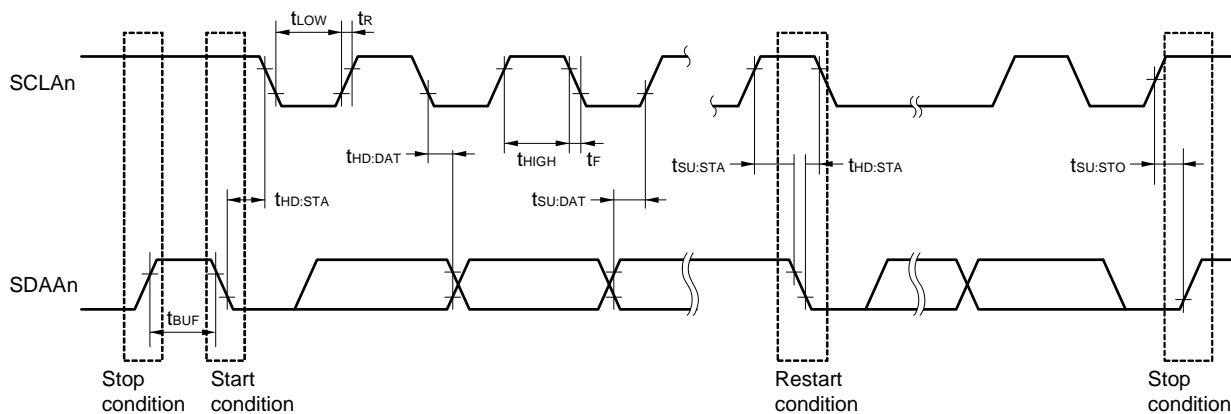 tLOW tR
SCLAn
tHD:DAT tHIGH tF tSU:STA tHD:STA tSU:STO
tHD:STA tSU:DAT
SDAAn
tBUF
Stop condition
Start condition
Restart condition
Stop condition